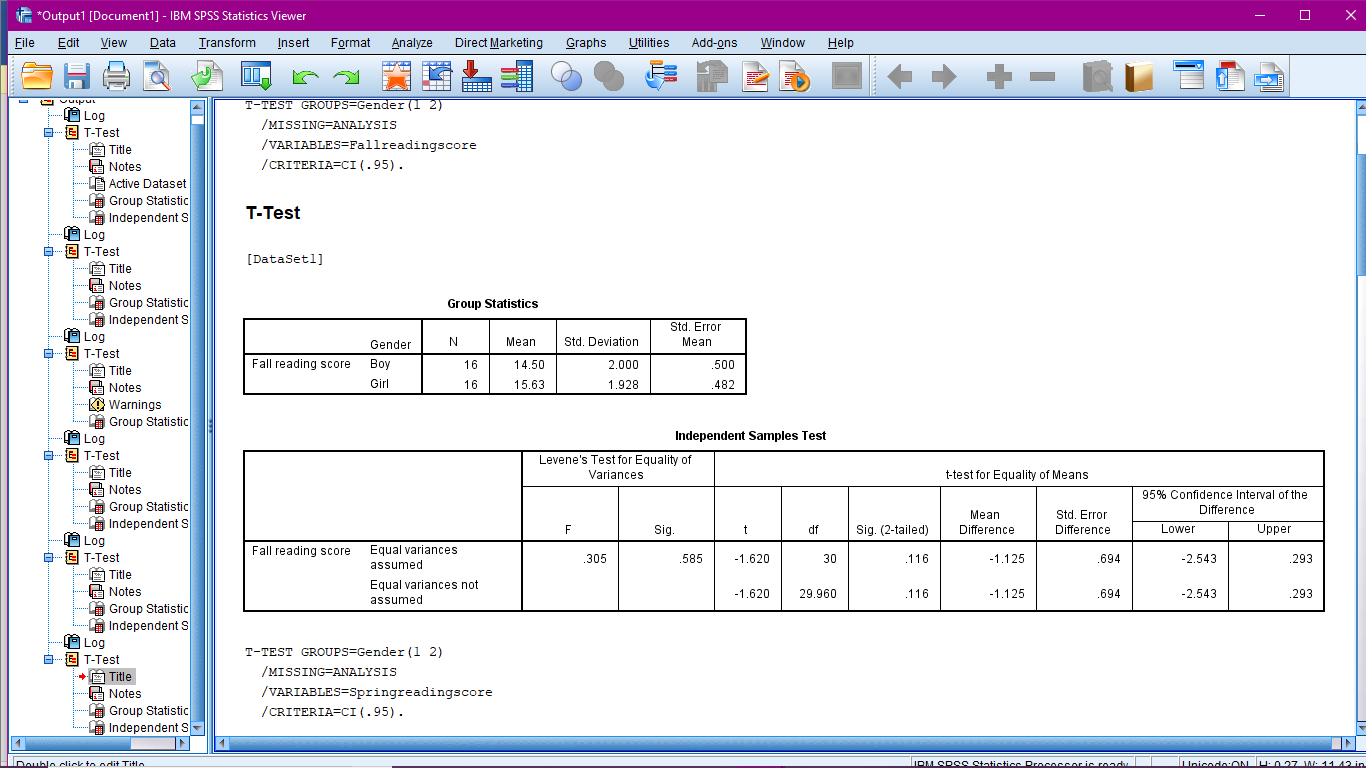 *Output1 [Document1] - IBM SPSS Statistics Viewer
File Edit View Data Transform Insert Format Analyze Direct Marketing Graphs Utilities Add-ons Window Help
Output
Log
T-Test
Title
Notes
Active Dataset
Group Statistic
Independent S
Log
T-Test
Title
Notes
Group Statistic
Independent S
Log
T-Test
Title
Notes
Warnings
Group Statistic
Log
T-Test
Title
Notes
Group Statistic
Independent S
Log
T-Test
Title
Notes
Group Statistic
Independent S
Log
T-Test
Title
Notes
Group Statistic
Independent S
T-TEST GROUPS=Gender(1 2)
/MISSING=ANALYSIS
/VARIABLES=Fallreadingscore
/CRITERIA=CI(.95).
T-Test
[DataSet1]
Group Statistics
Gender N Mean Std. Deviation Std. Error Mean
Fall reading score Boy 16 14.50 2.000 .500
Girl 16 15.63 1.928 .482
Independent Samples Test
Levene's Test for Equality of Variances t-test for Equality of Means
95% Confidence Interval of the Difference
F Sig. t df Sig. (2-tailed) Mean Difference Std. Error Difference Lower Upper
Fall reading score Equal variances assumed .305 .585 -1.620 30 .116 -1.125 .694 -2.543 .293
Equal variances not assumed -1.620 29.960 .116 -1.125 .694 -2.543 .293
T-TEST GROUPS=Gender(1 2)
/MISSING=ANALYSIS
/VARIABLES=Springreadingscore
/CRITERIA=CI(.95).
Double click to edit Title IBM SPSS Statistics Processor is ready Unicode:ON H: 0.27, W: 11.43 in